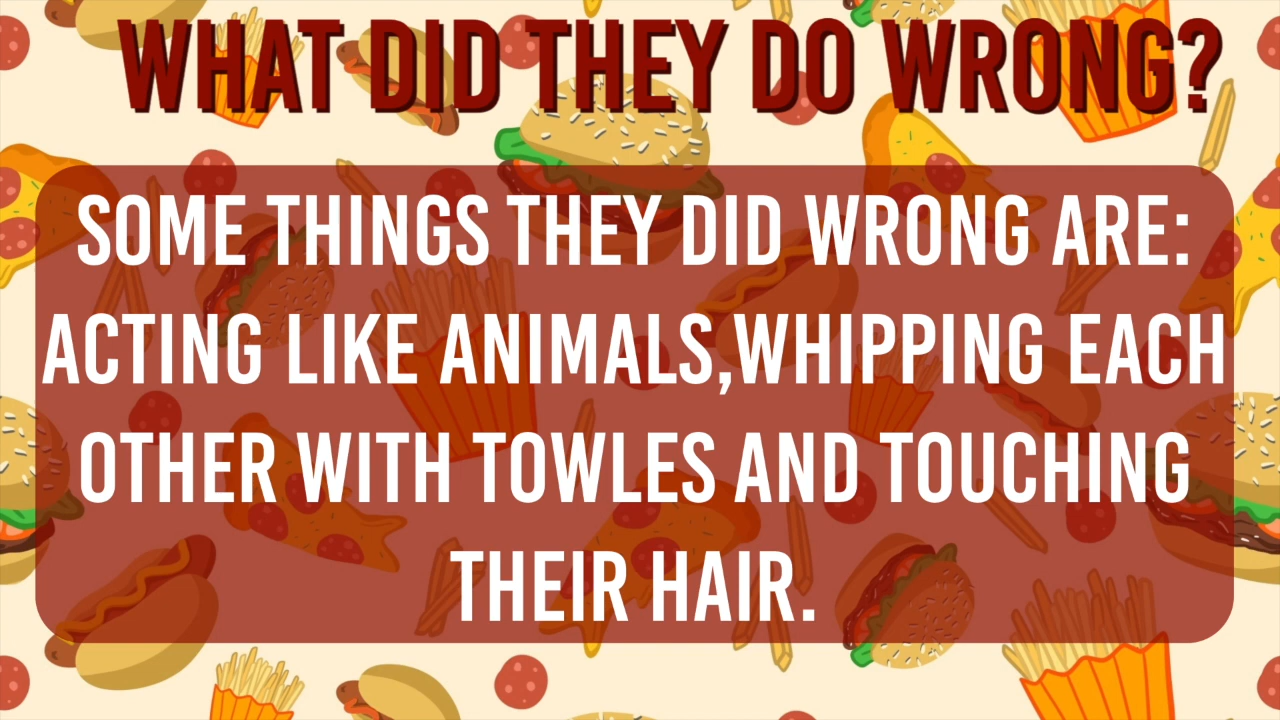 WHAT DID THEY DO WRONG?
SOME THINGS THEY DID WRONG ARE:
ACTING LIKE ANIMALS,WHIPPING EACH
OTHER WITH TOWLES AND TOUCHING
THEIR HAIR.